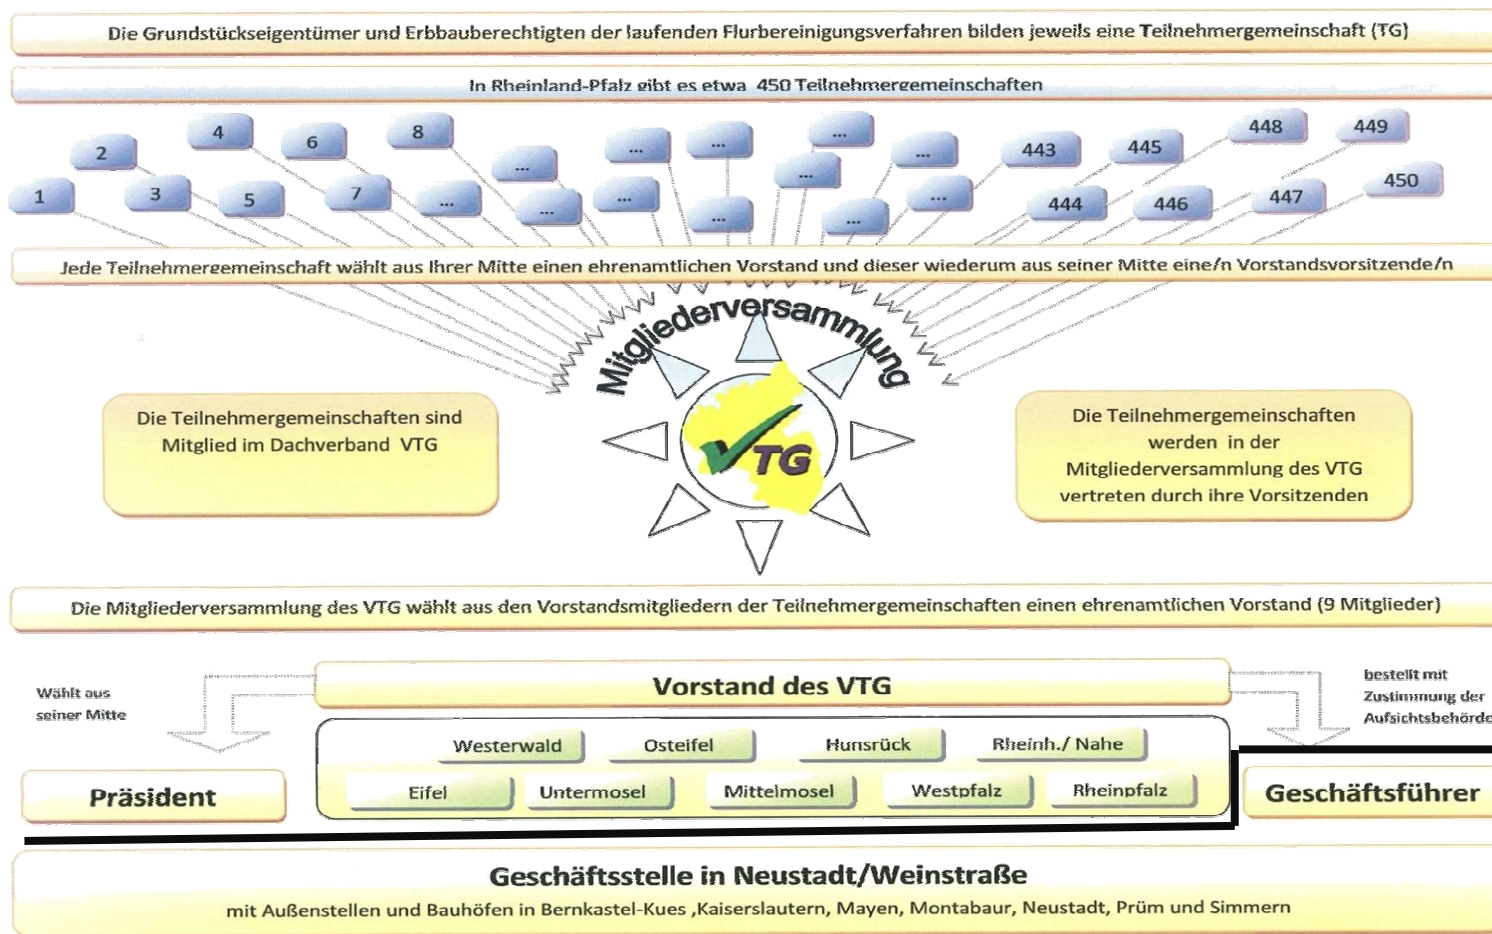 Die Grundstückseigentümer und Erbbauberechtigten der laufenden Flurbereinigungsverfahren bilden jeweils eine Teilnehmergemeinschaft (TG)
In Rheinland-Pfalz gibt es etwa 450 Teilnehmergemeinschaften
1
2
3
4
5
6
7
8
...
...
...
...
...
...
...
...
...
...
...
...
443
444
445
446
448
447
449
450
Jede Teilnehmergemeinschaft wählt aus Ihrer Mitte einen ehrenamtlichen Vorstand und dieser wiederum aus seiner Mitte eine/n Vorstandsvorsitzende/n
Mitgliederversammlung
TG
Die Teilnehmergemeinschaften sind
Mitglied im Dachverband VTG
Die Teilnehmergemeinschaften
werden in der
Mitgliederversammlung des VTG
vertreten durch ihre Vorsitzenden
Die Mitgliederversammlung des VTG wählt aus den Vorstandsmitgliedern der Teilnehmergemeinschaften einen ehrenamtlichen Vorstand (9 Mitglieder)
Wählt aus
seiner Mitte
Vorstand des VTG
bestellt mit
Zustimmung der
Aufsichtsbehörde
Westerwald
Osteifel
Hunsrück
Rheinh./ Nahe
Eifel
Untermosel
Mittelmosel
Westpfalz
Rheinpfalz
Präsident
Geschäftsführer
Geschäftsstelle in Neustadt/Weinstraße
mit Außenstellen und Bauhöfen in Bernkastel-Kues ,Kaiserslautern, Mayen, Montabaur, Neustadt, Prüm und Simmern